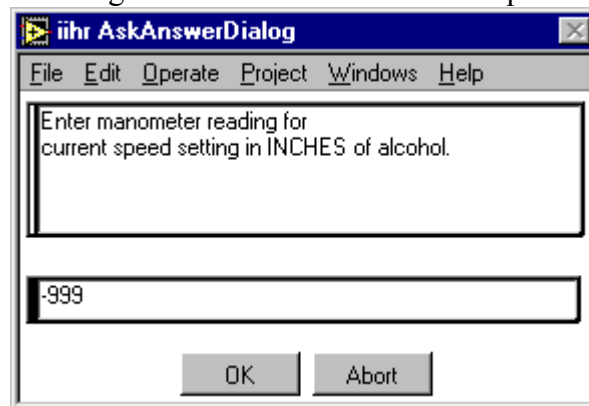 iihr AskAnswerDialog
File Edit Operate Project Windows Help
Enter manometer reading for
current speed setting in INCHES of alcohol.
-999
OK Abort